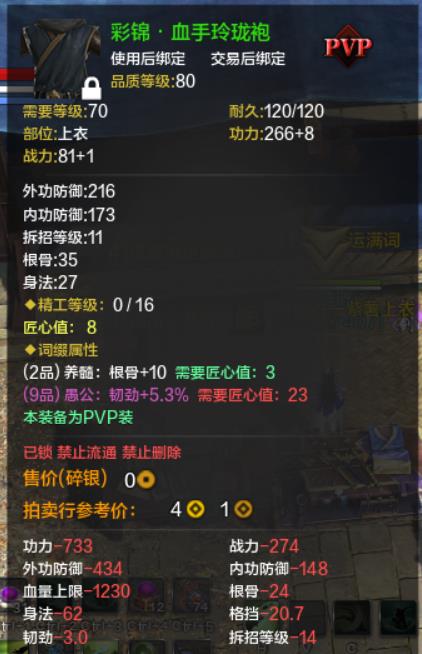 彩锦·血手玲珑袍
PVP
使用后绑定 交易后绑定
品质等级:80
需要等级:70 耐久:120/120
部位:上衣 功力:266+8
战力:81+1
外功防御:216
内功防御:173
拆招等级:11
根骨:35
身法:27
◆精工等级: 0/16
匠心值: 8
◆词缀属性
(2品) 养髓: 根骨+10 需要匠心值: 3
(9品) 愚公: 韧劲+5.3% 需要匠心值: 23
本装备为PVP装
已锁 禁止流通 禁止删除
售价(碎银) 0
拍卖行参考价: 4 1
功力-733 战力-274
外功防御-434 内功防御-148
血量上限-1230 根骨-24
身法-62 格挡-20.7
韧劲-3.0 拆招等级-14
运满词